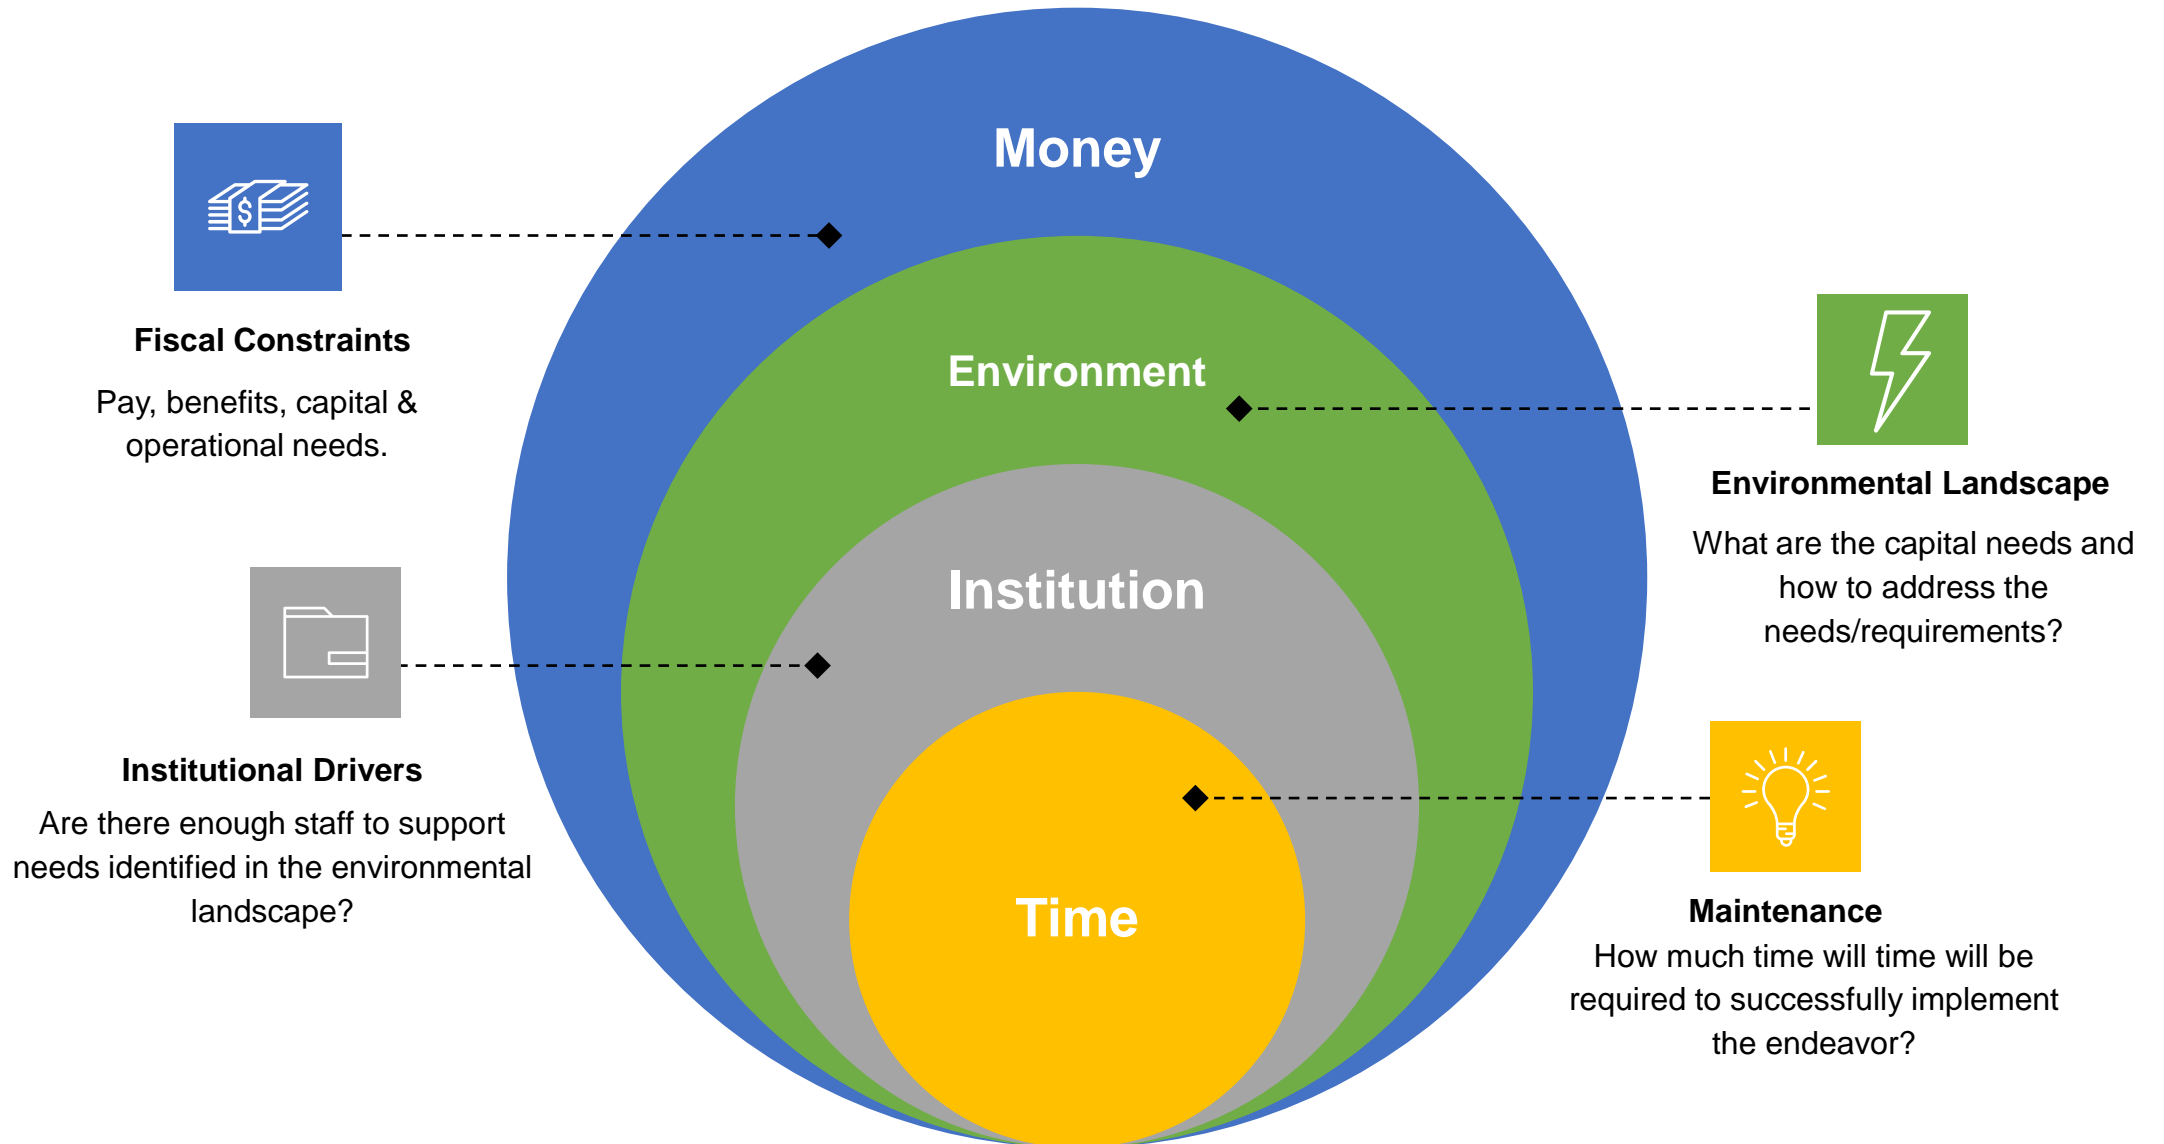 Money
$
Fiscal Constraints
Pay, benefits, capital &
operational needs.
Environment
Environmental Landscape
What are the capital needs and
how to address the
needs/requirements?
Institution
Institutional Drivers
Are there enough staff to support
needs identified in the environmental
landscape?
Time
Maintenance
How much time will time will be
required to successfully implement
the endeavor?